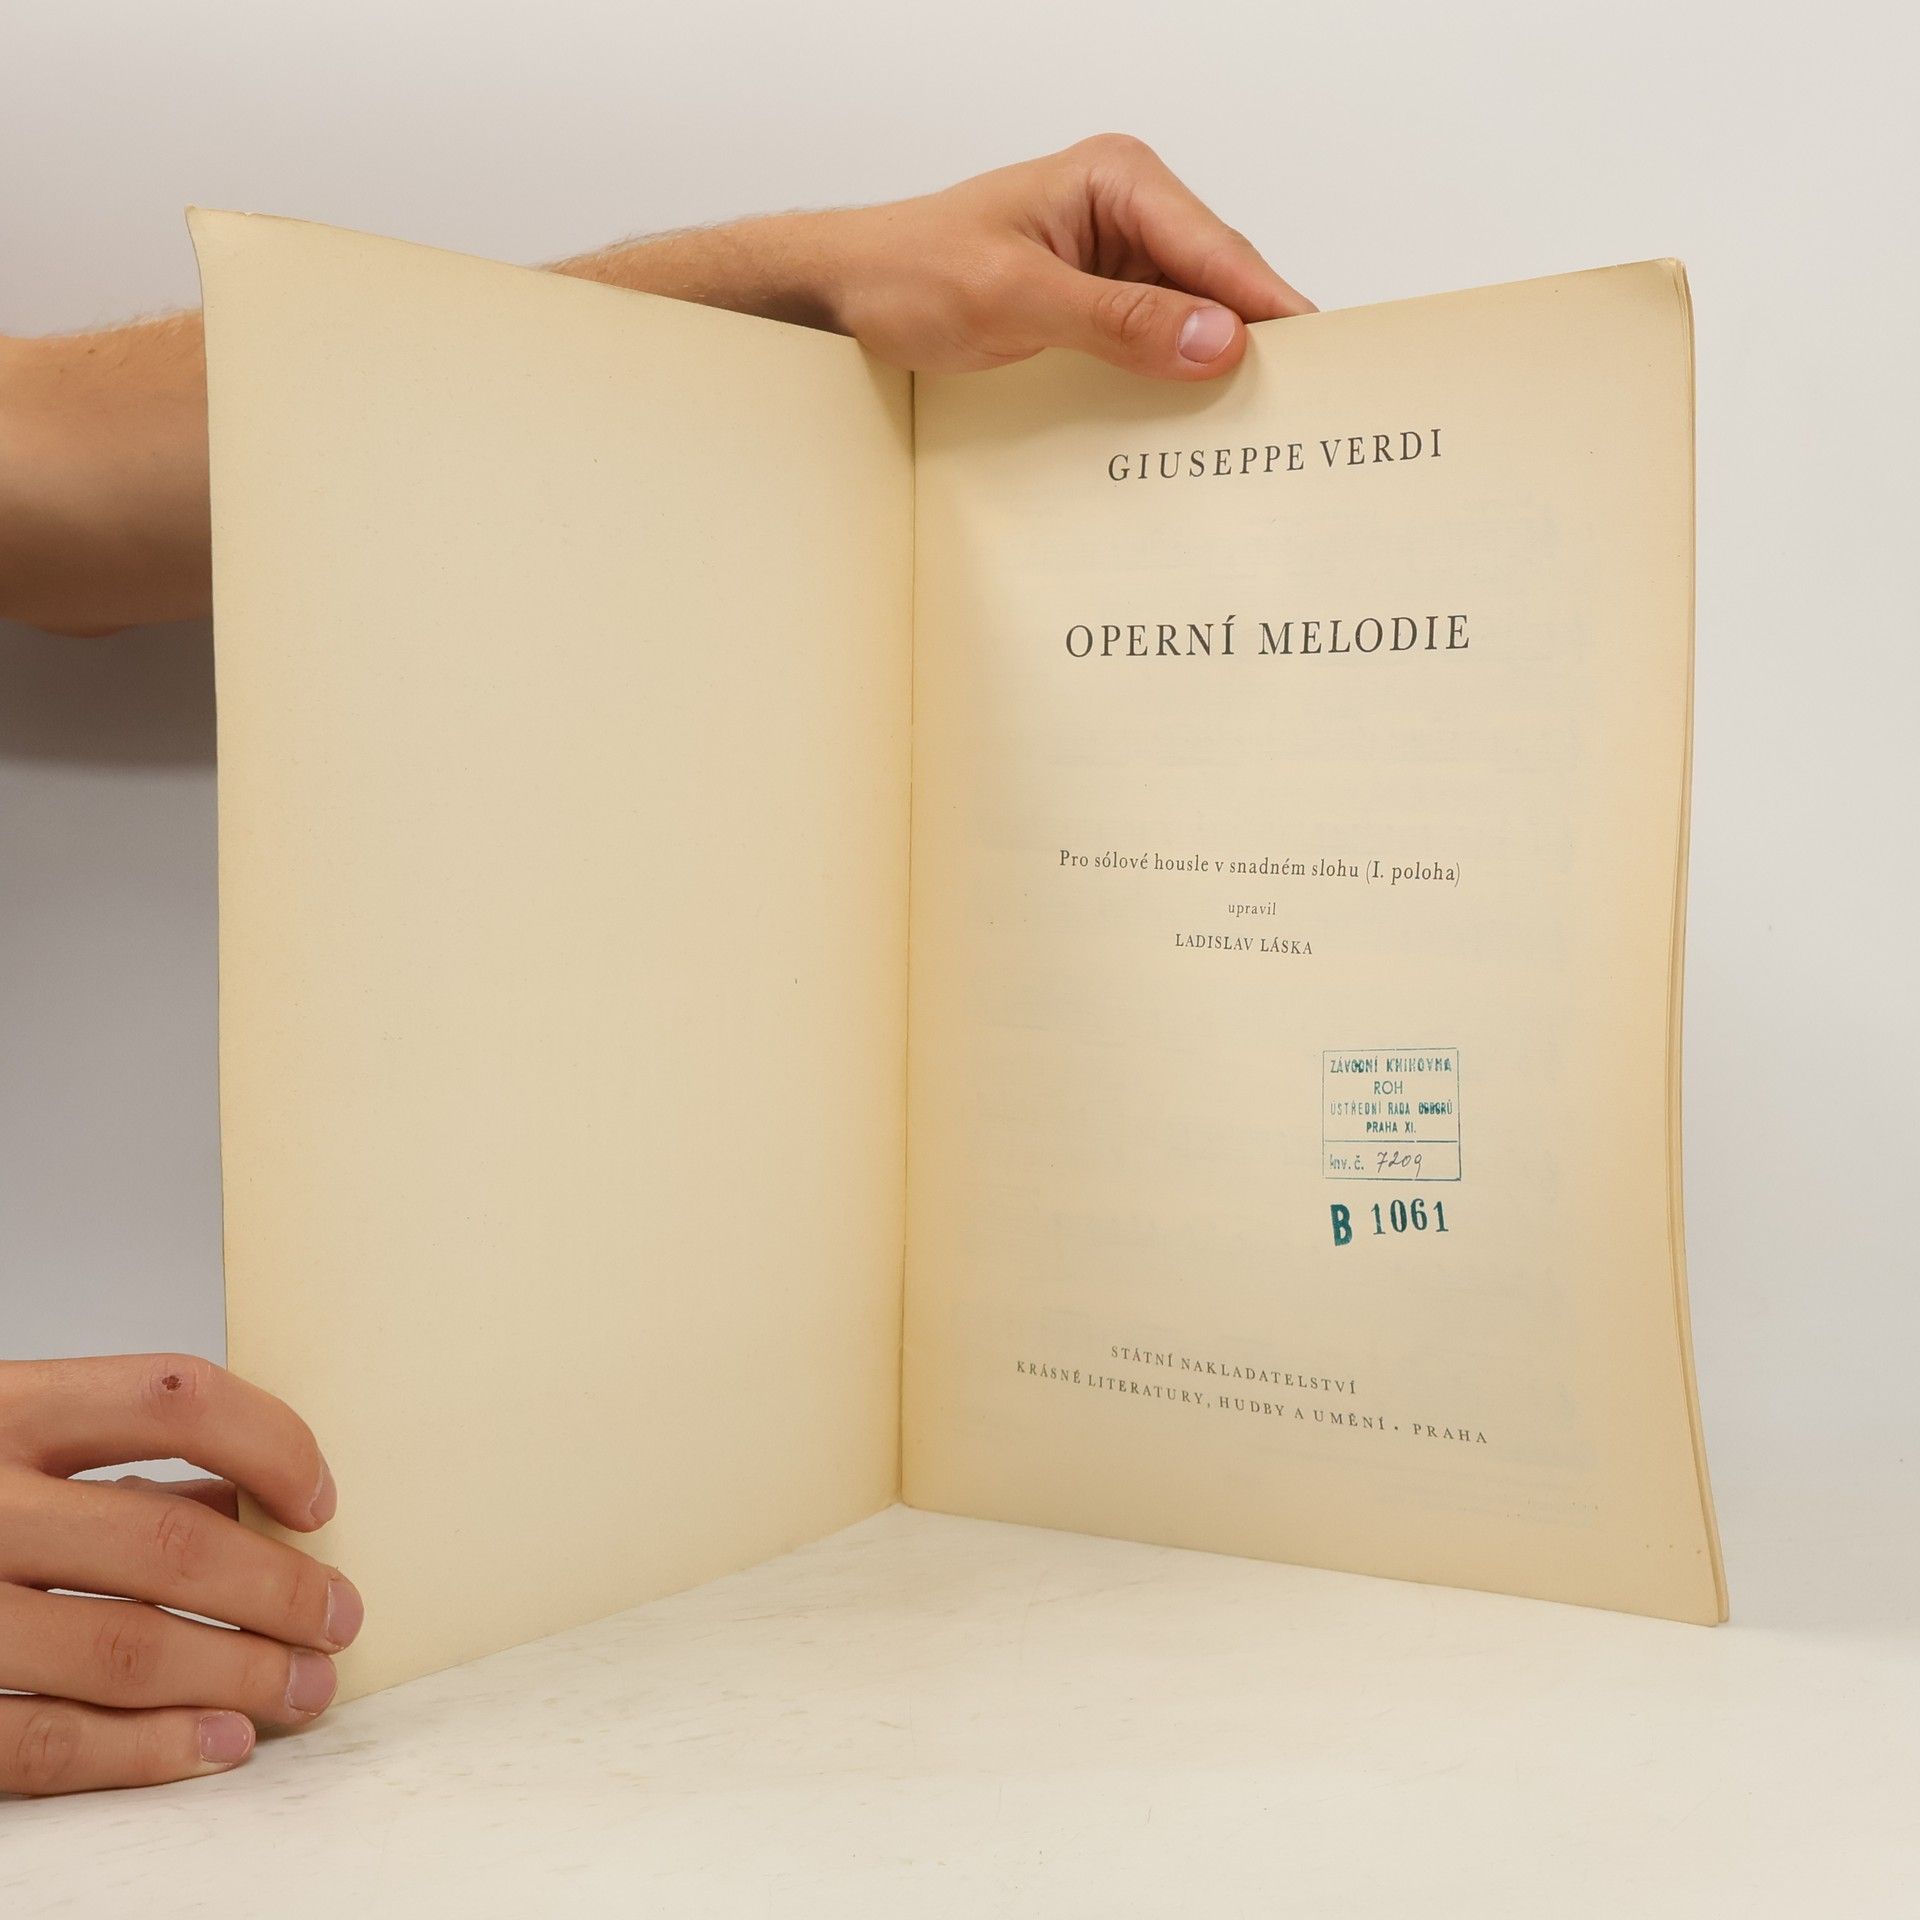 GIUSEPPE VERDI
OPERNÍ MELODIE
Pro sólové housle v snadném slohu (I. poloha)
upravil
LADISLAV LÁSKA
ZÁVODNÍ KNIHOVNA
ROH
ÚSTŘEDNÍ RADA ODBORŮ
PRAHA XI.
inv. č. 7209
B 1061
STÁTNÍ NAKLADATELSTVÍ
KRÁSNÉ LITERATURY, HUDBY A UMĚNÍ • PRAHA